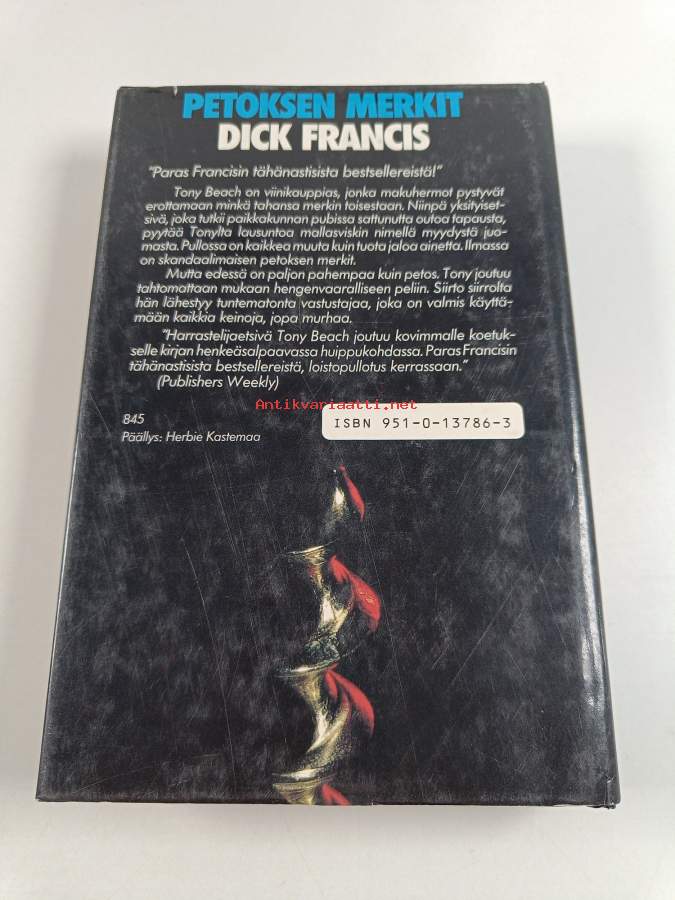 PETOKSEN MERKIT
DICK FRANCIS
"Paras Francisin tähänastisista bestsellereistä!"
Tony Beach on viinikauppias, jonka makuhermot pystyvät
erottamaan minkä tahansa merkin toisestaan. Niinpä yksityiset-
sivä, joka tutkii paikkakunnan pubissa sattunutta outoa tapausta,
pyytää Tonylta lausuntoa mallasviskin nimellä myydystä juo-
masta. Pullossa on kaikkea muuta kuin tuota jaloa ainetta. Ilmassa
on skandaalimaisen petoksen merkit.
Mutta edessä on paljon pahempaa kuin petos. Tony joutuu
tahtomattaan mukaan hengenvaaralliseen peliin. Siirto siirrolta
hän lähestyy tuntematonta vastustajaa, joka on valmis käyttä-
mään kaikkia keinoja, jopa murhaa.
"Harrastelijaetsivä Tony Beach joutuu kovimmalle koetuk-
selle kirjan henkeäsalpaavassa huippukohdassa. Paras Francisin
tähänastisista bestsellereistä, loistopullotus kerrassaan."
(Publishers Weekly)
Antikvariaatti.net
845
Päällys: Herbie Kastemaa
ISBN 951-0-13786-3